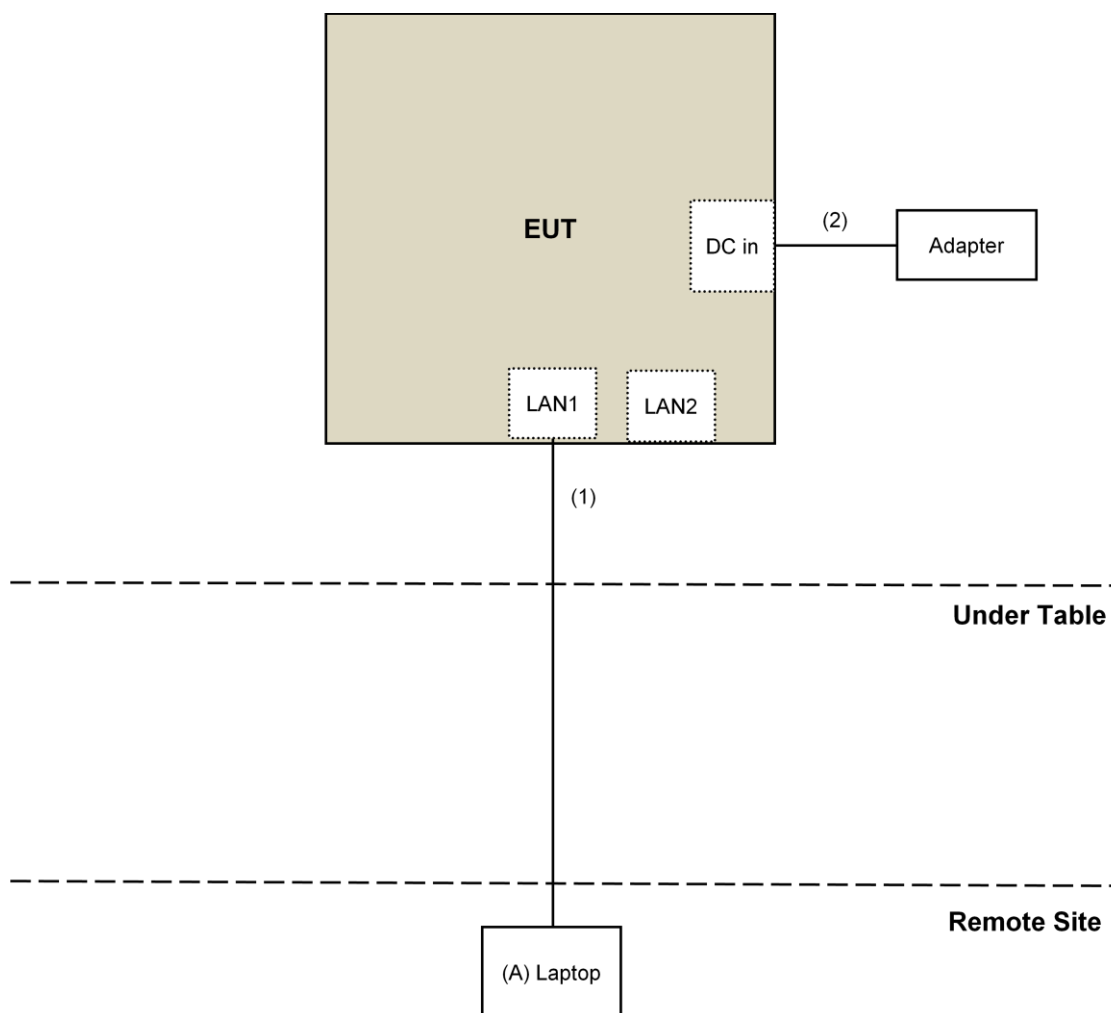 EUT
DC in
(2)
Adapter
LAN1
LAN2
(1)
Under Table
Remote Site
(A) Laptop